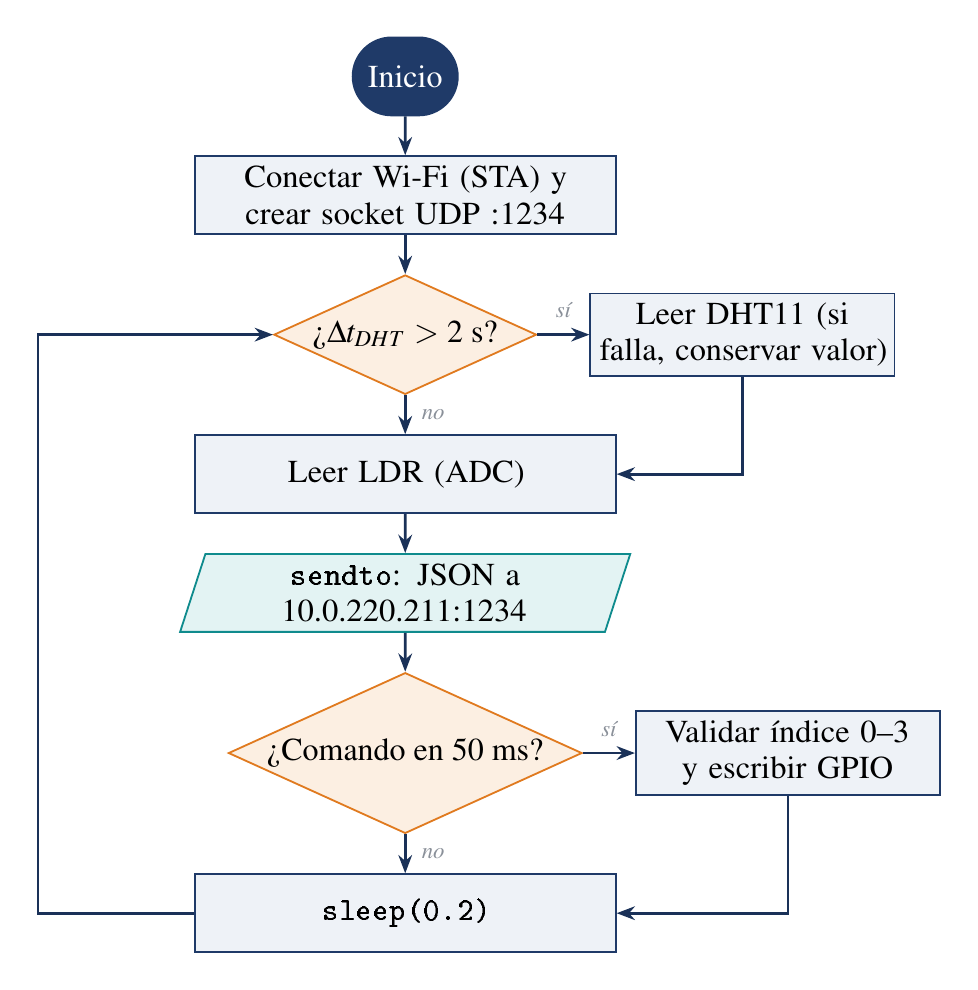 Inicio
Conectar Wi-Fi (STA) y
crear socket UDP :1234
¿Δt_DHT > 2 s?
sí
Leer DHT11 (si
falla, conservar valor)
no
Leer LDR (ADC)
sendto: JSON a
10.0.220.211:1234
¿Comando en 50 ms?
sí
Validar índice 0–3
y escribir GPIO
no
sleep(0.2)